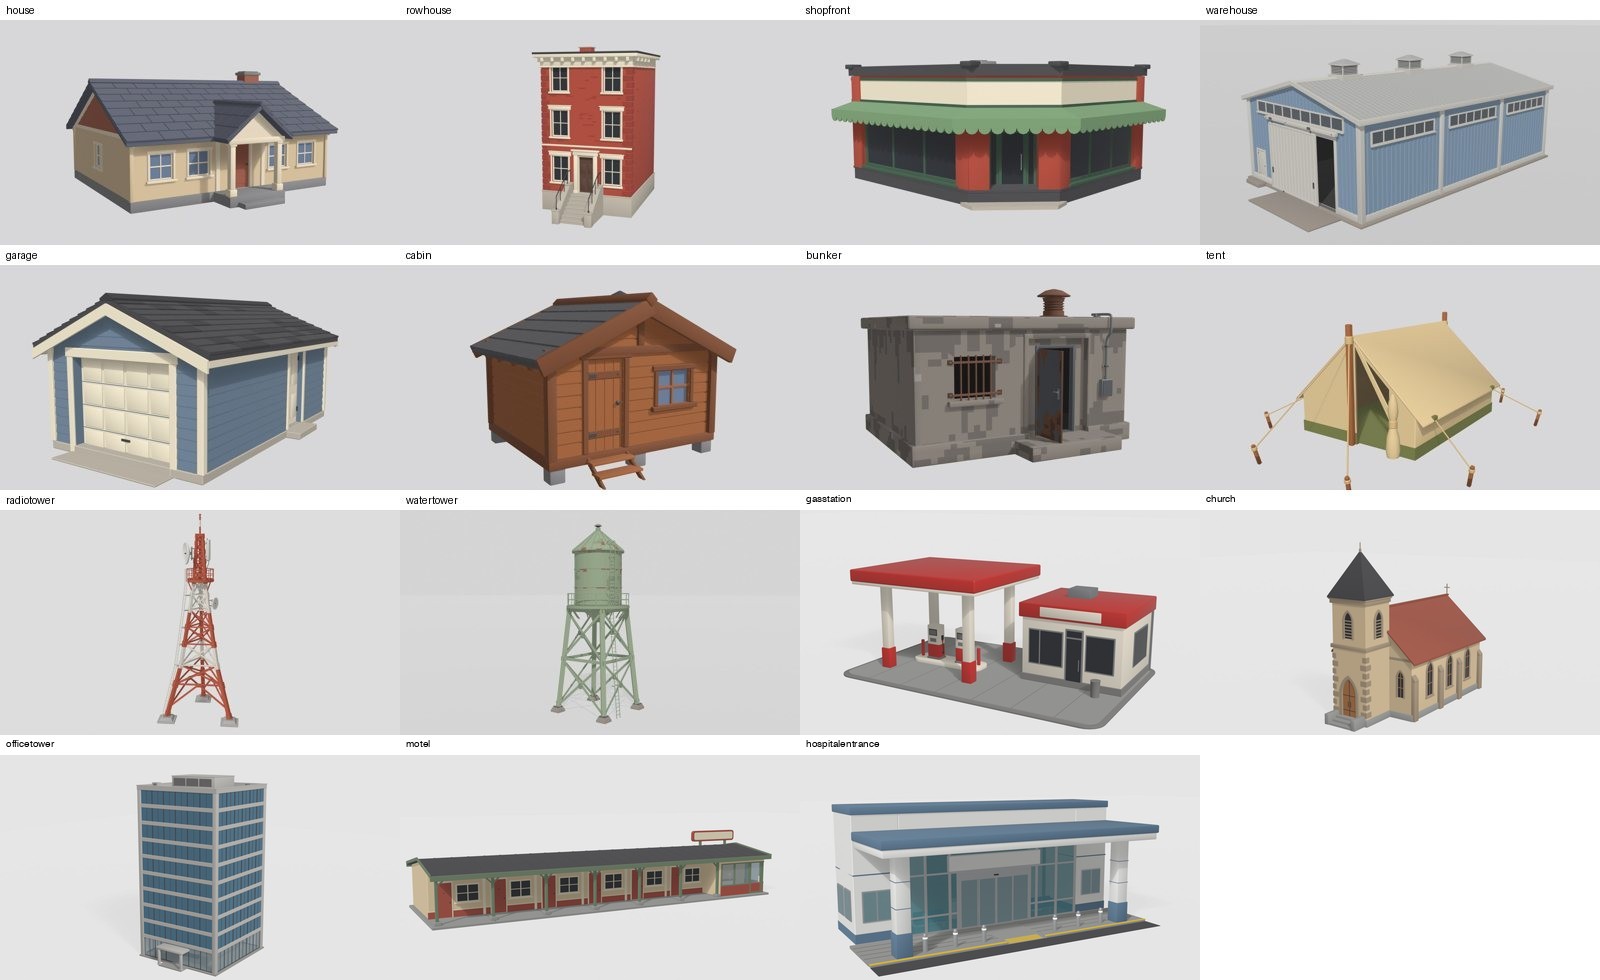 house
rowhouse
shopfront
warehouse
garage
cabin
bunker
tent
radiotower
watertower
gasstation
church
officetower
motel
hospitalentrance